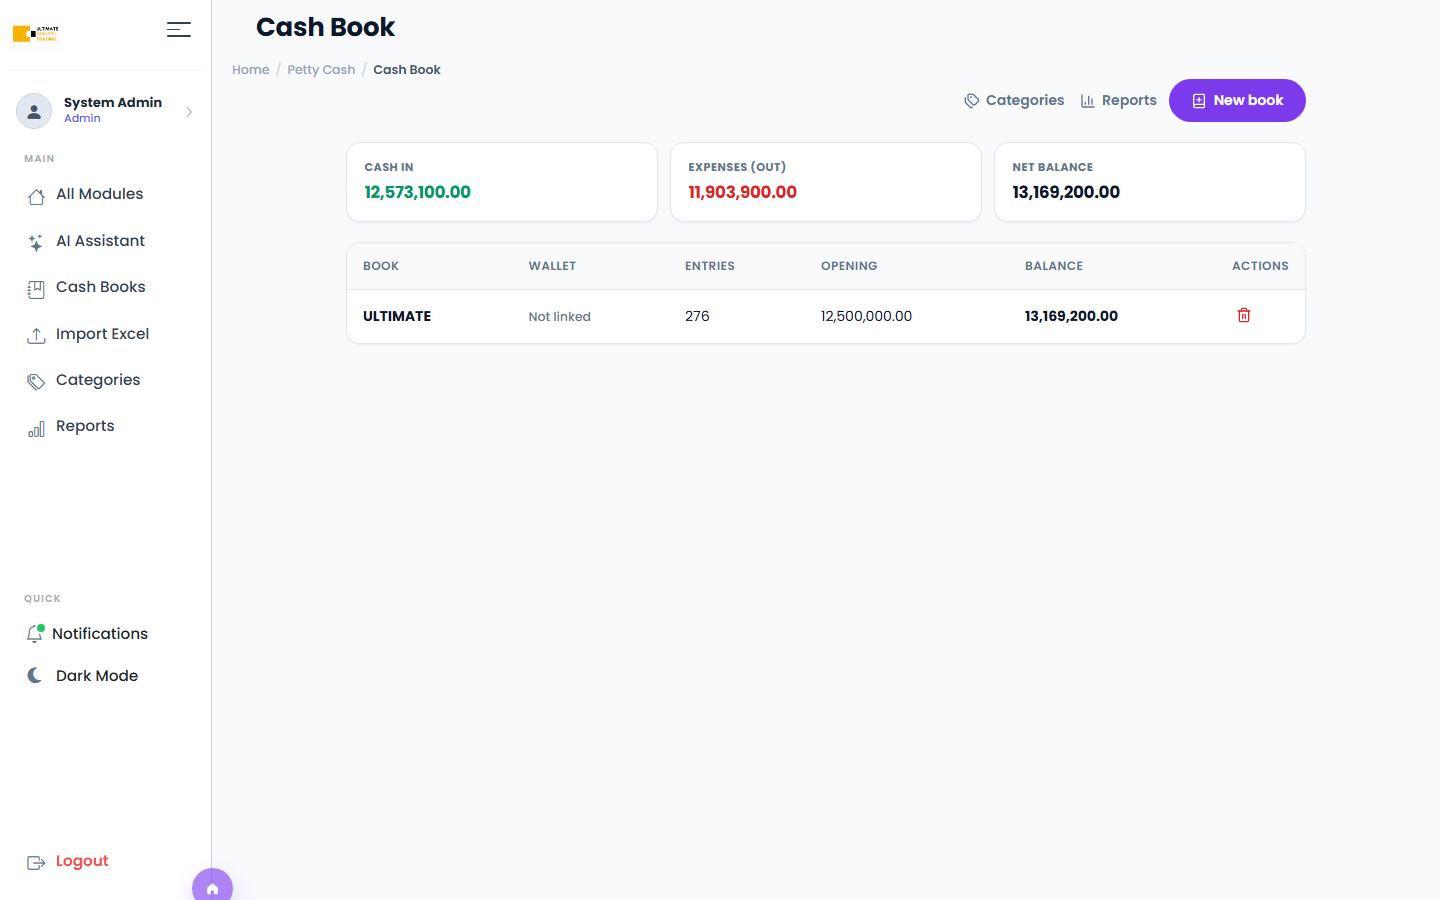 ULTIMATE
Cash Book
Home / Petty Cash / Cash Book
System Admin
Admin
Categories
Reports
New book
MAIN
All Modules
AI Assistant
Cash Books
Import Excel
Categories
Reports
CASH IN
12,573,100.00
EXPENSES (OUT)
11,903,900.00
NET BALANCE
13,169,200.00
BOOK WALLET ENTRIES OPENING BALANCE ACTIONS
ULTIMATE Not linked 276 12,500,000.00 13,169,200.00
QUICK
Notifications
Dark Mode
Logout